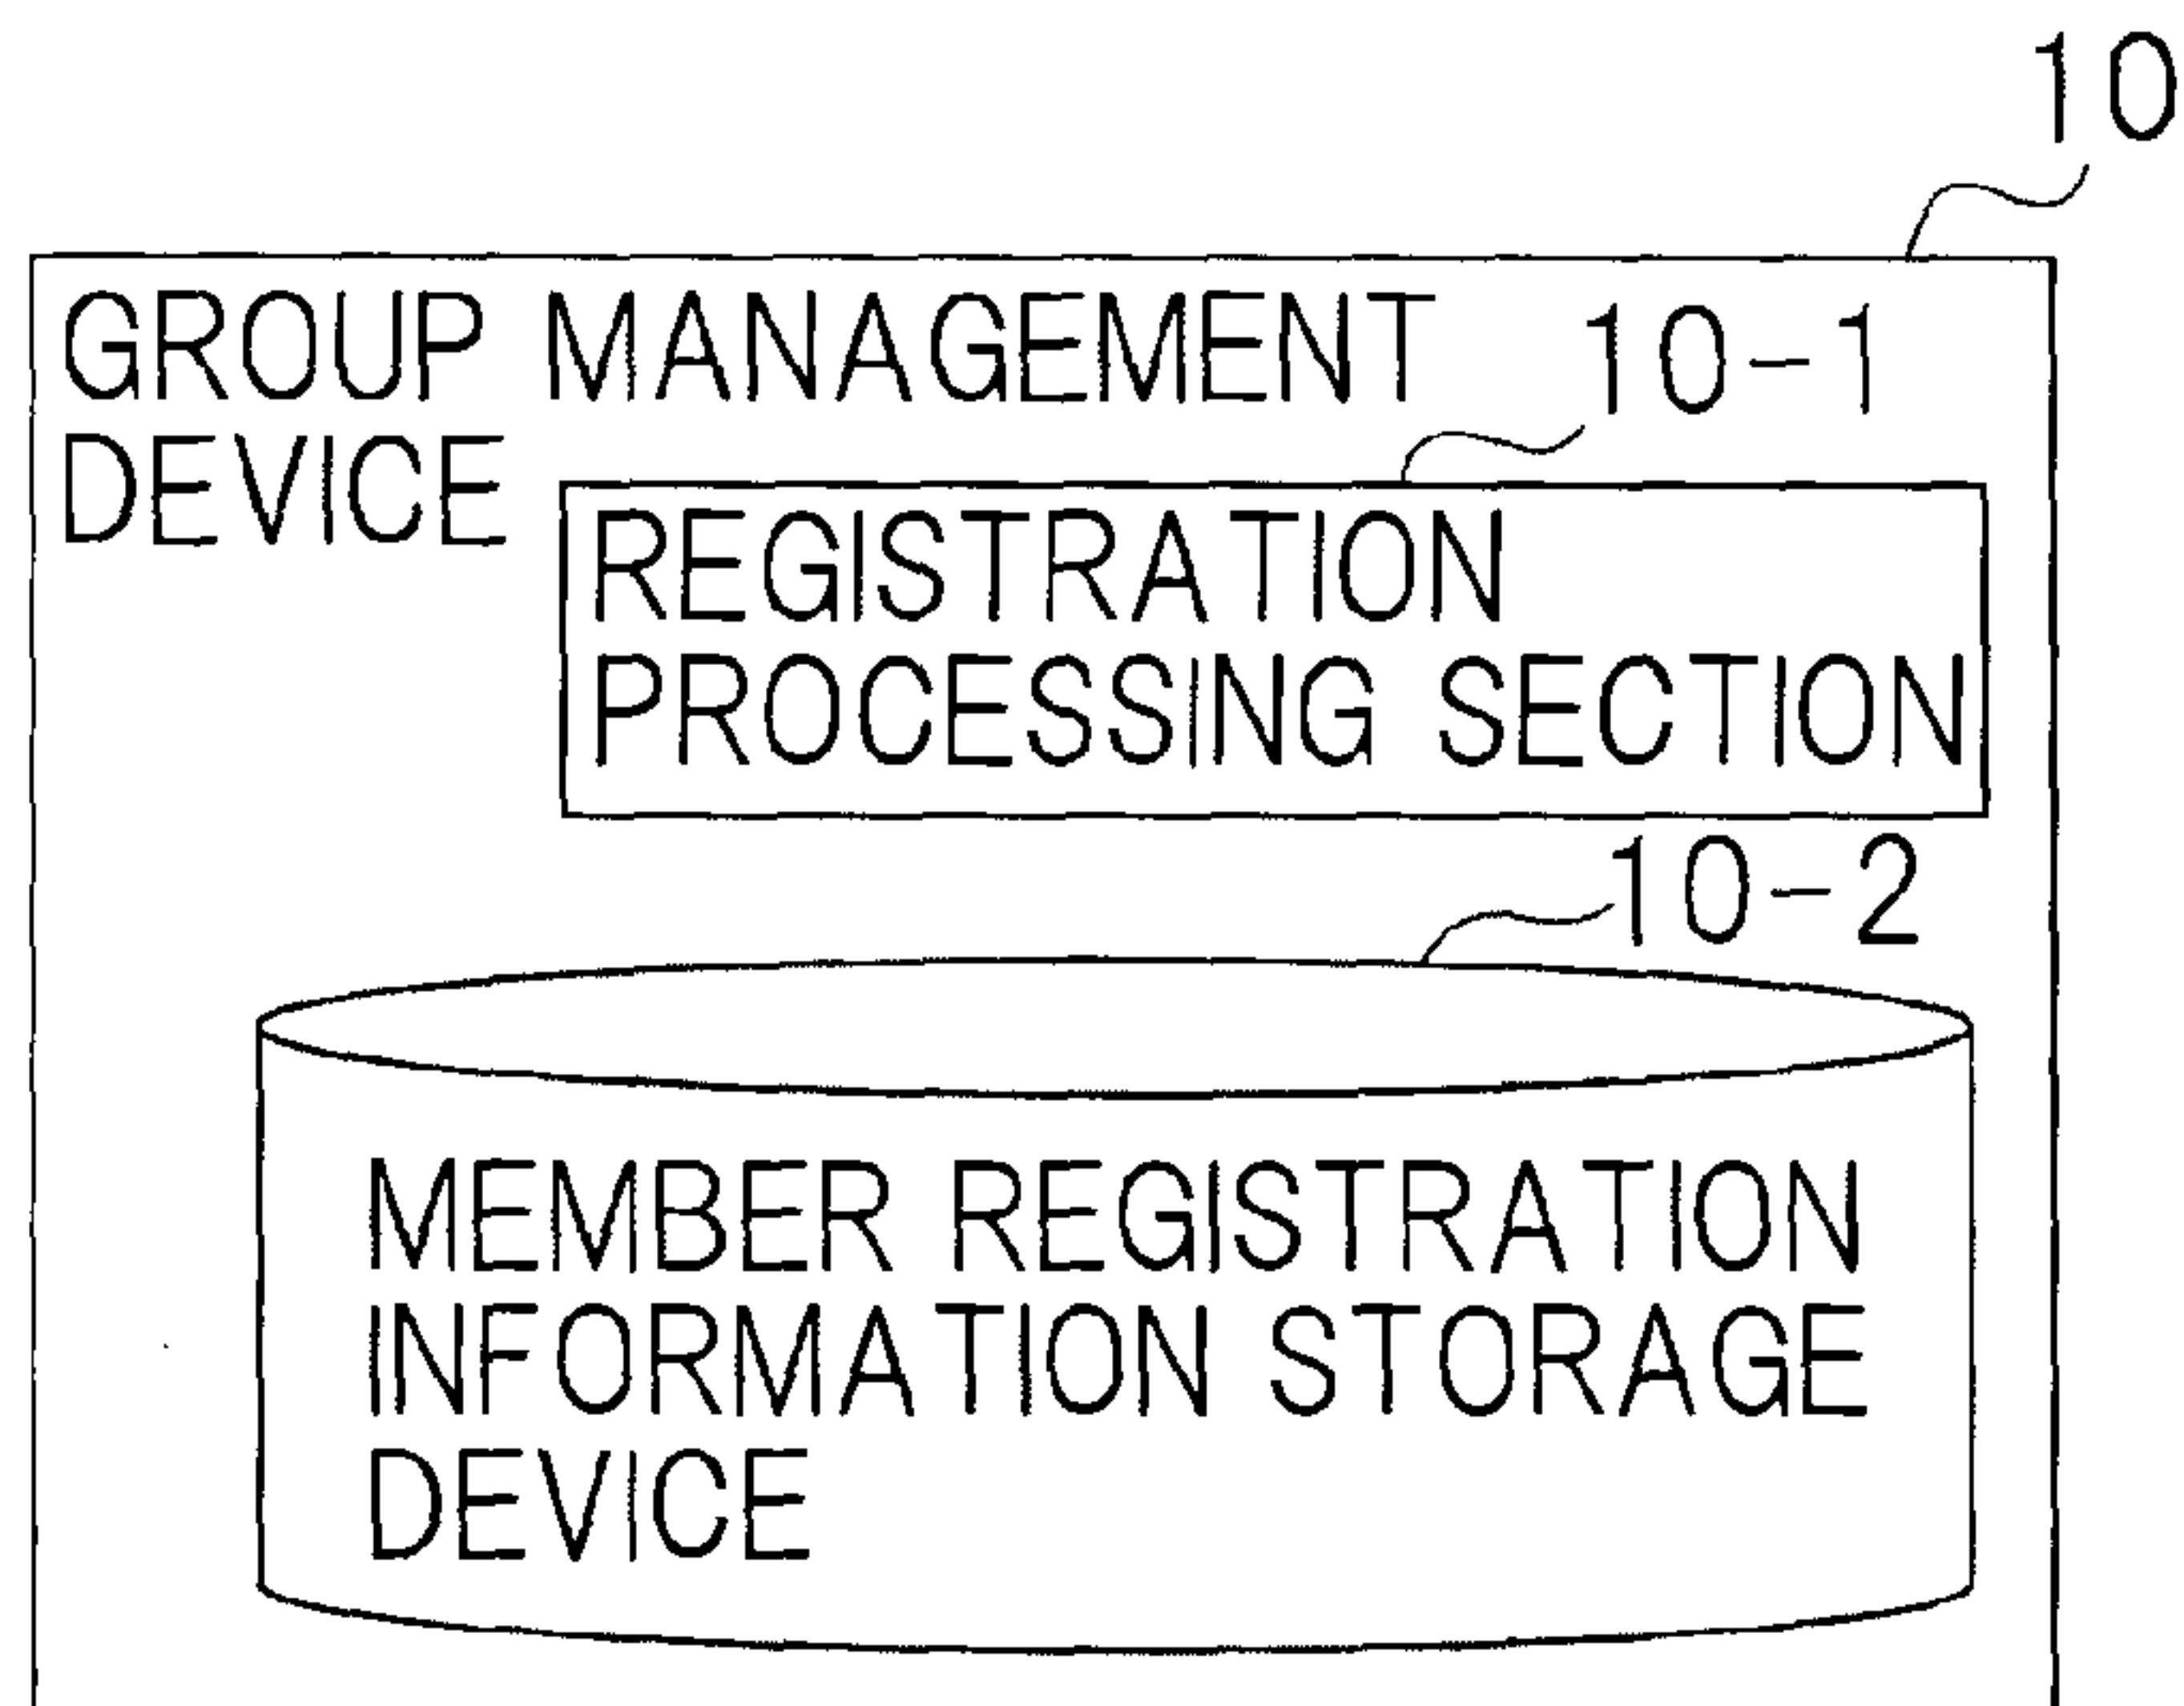 10
GROUP MANAGEMENT
DEVICE
10-1
REGISTRATION
PROCESSING SECTION
10-2
MEMBER REGISTRATION
INFORMATION STORAGE
DEVICE